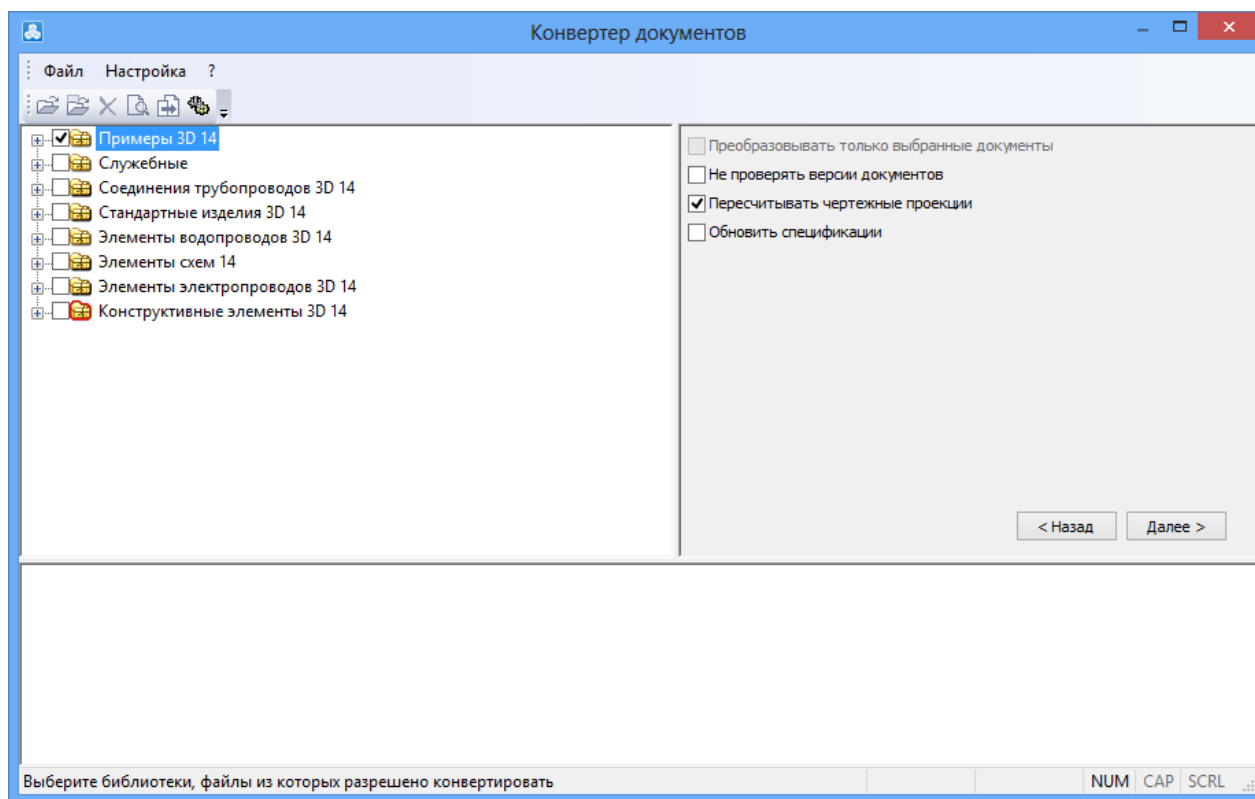 Конвертер документов
Файл Настройка ?
Примеры 3D 14
Служебные
Соединения трубопроводов 3D 14
Стандартные изделия 3D 14
Элементы водопроводов 3D 14
Элементы схем 14
Элементы электропроводов 3D 14
Конструктивные элементы 3D 14
Преобразовывать только выбранные документы
Не проверять версии документов
Пересчитывать чертежные проекции
Обновить спецификации
< Назад Далее >
Выберите библиотеки, файлы из которых разрешено конвертировать NUM CAP SCRL